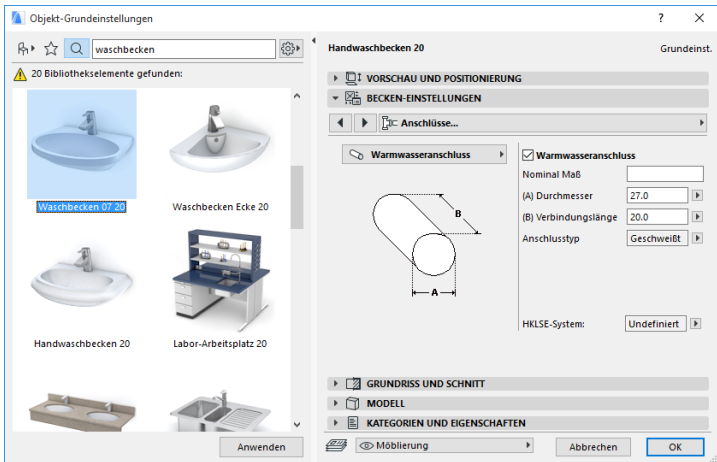 Objekt-Grundeinstellungen
waschbecken
20 Bibliothekselemente gefunden:
Waschbecken 07 20
Waschbecken Ecke 20
Handwaschbecken 20
Labor-Arbeitsplatz 20
Anwenden
Handwaschbecken 20
Grundeinst.
VORSCHAU UND POSITIONIERUNG
BECKEN-EINSTELLUNGEN
Anschlüsse...
Warmwasseranschluss
B
A
Warmwasseranschluss
Nominal Maß
(A) Durchmesser 27.0
(B) Verbindungslänge 20.0
Anschlusstyp Geschweißt
HKLSE-System: Undefiniert
GRUNDRISS UND SCHNITT
MODELL
KATEGORIEN UND EIGENSCHAFTEN
Möblierung
Abbrechen
OK